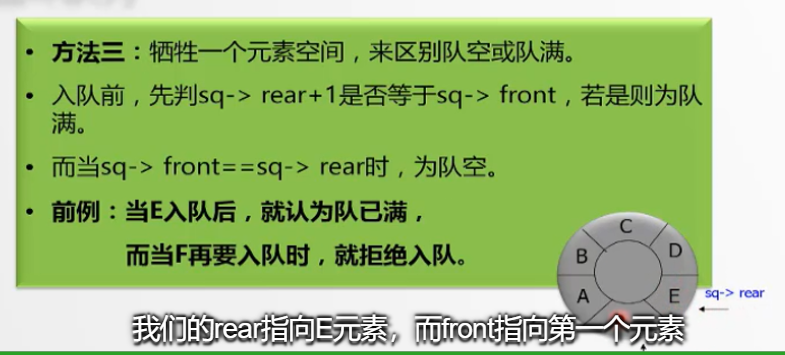 • 方法三：牺牲一个元素空间，来区别队空或队满。
• 入队前，先判sq-> rear+1是否等于sq-> front，若是则为队
满。
• 而当sq-> front==sq-> rear时，为队空。
• 前例：当E入队后，就认为队已满，
而当F再要入队时，就拒绝入队。
C
B
D
A
E
sq-> rear
我们的rear指向E元素，而front指向第一个元素